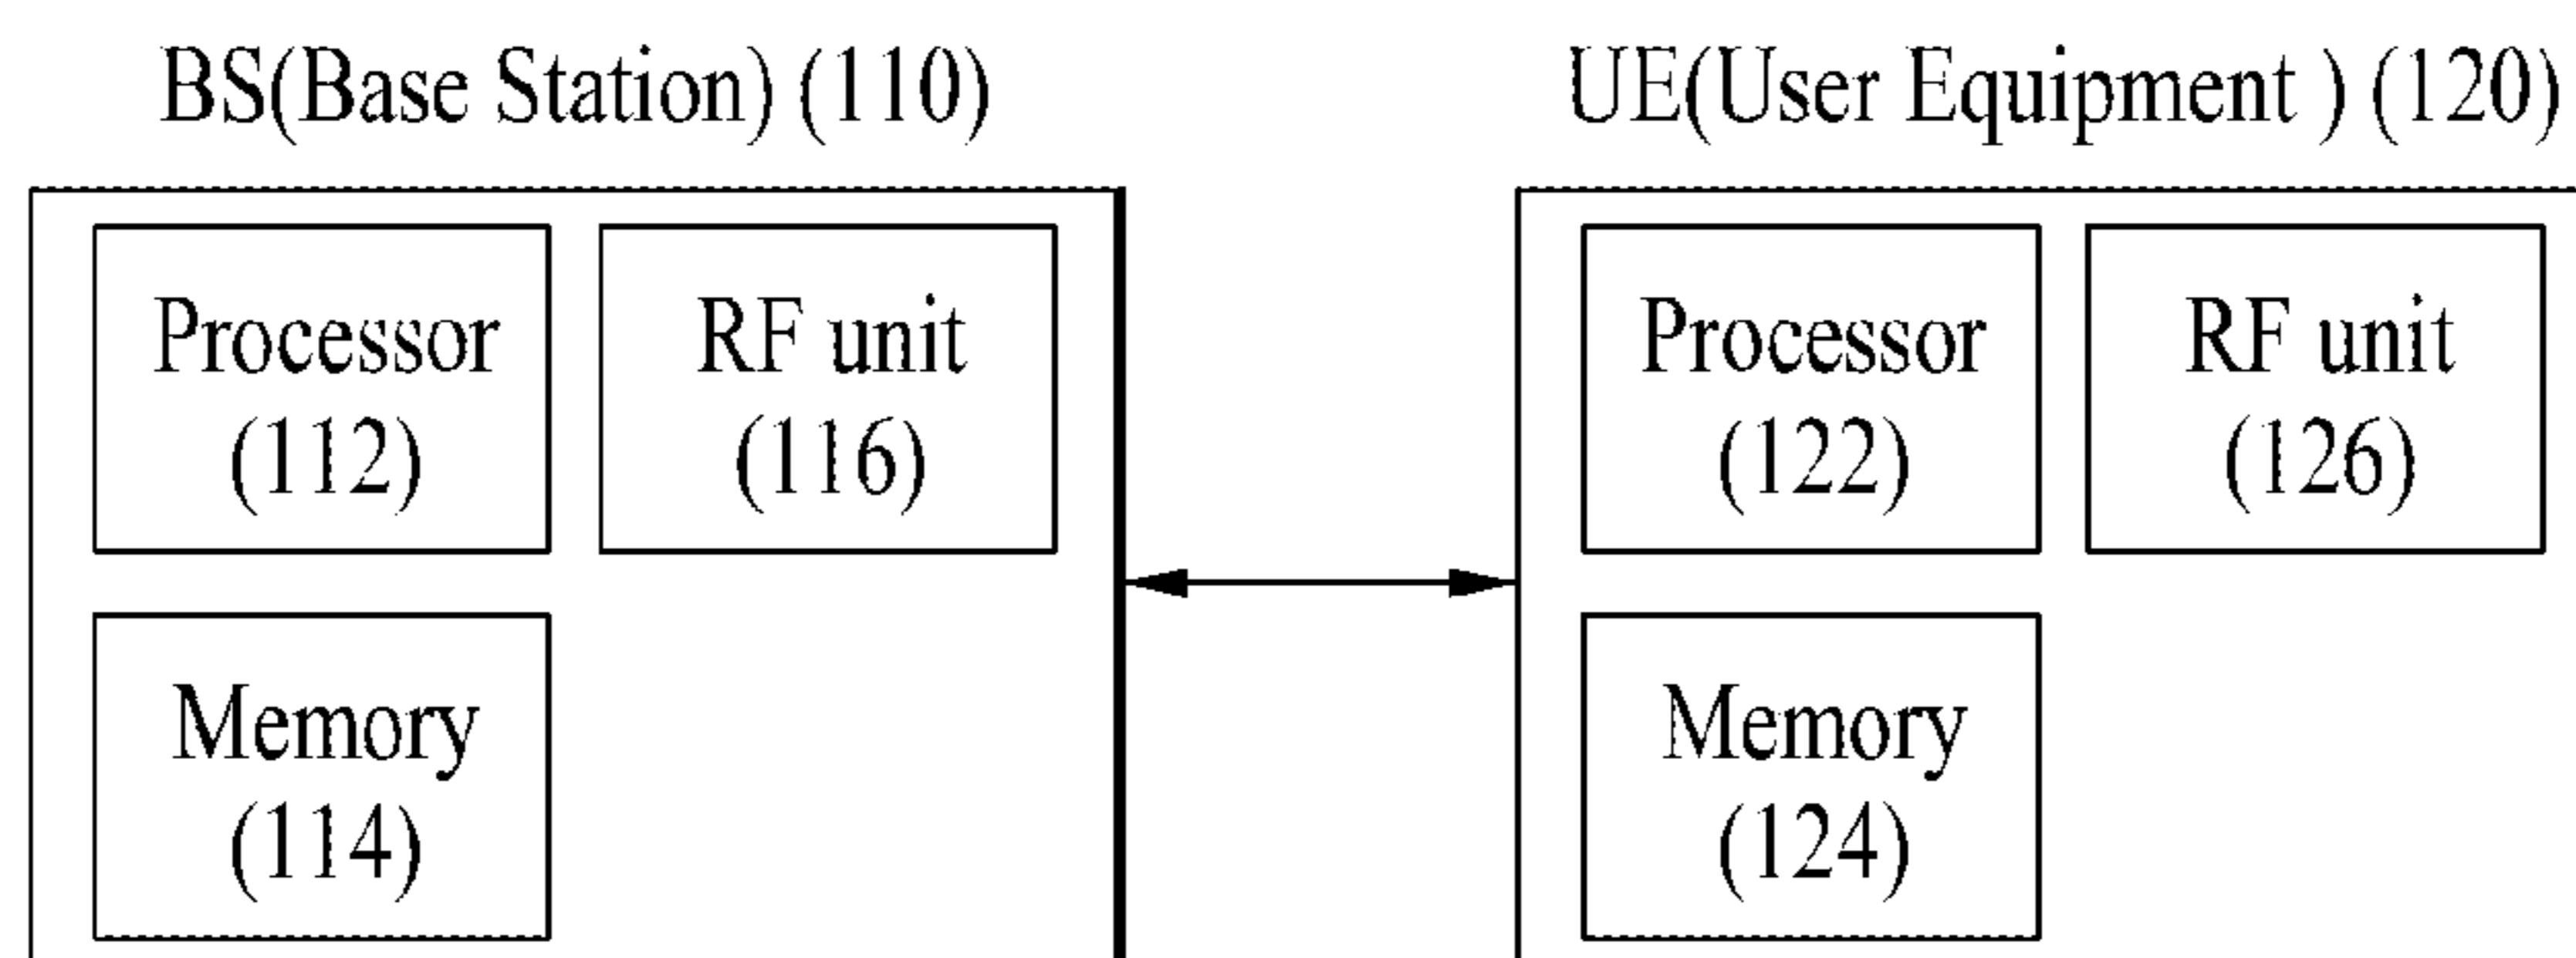 BS(Base Station) (110)
Processor
(112)
RF unit
(116)
Memory
(114)
UE(User Equipment ) (120)
Processor
(122)
RF unit
(126)
Memory
(124)